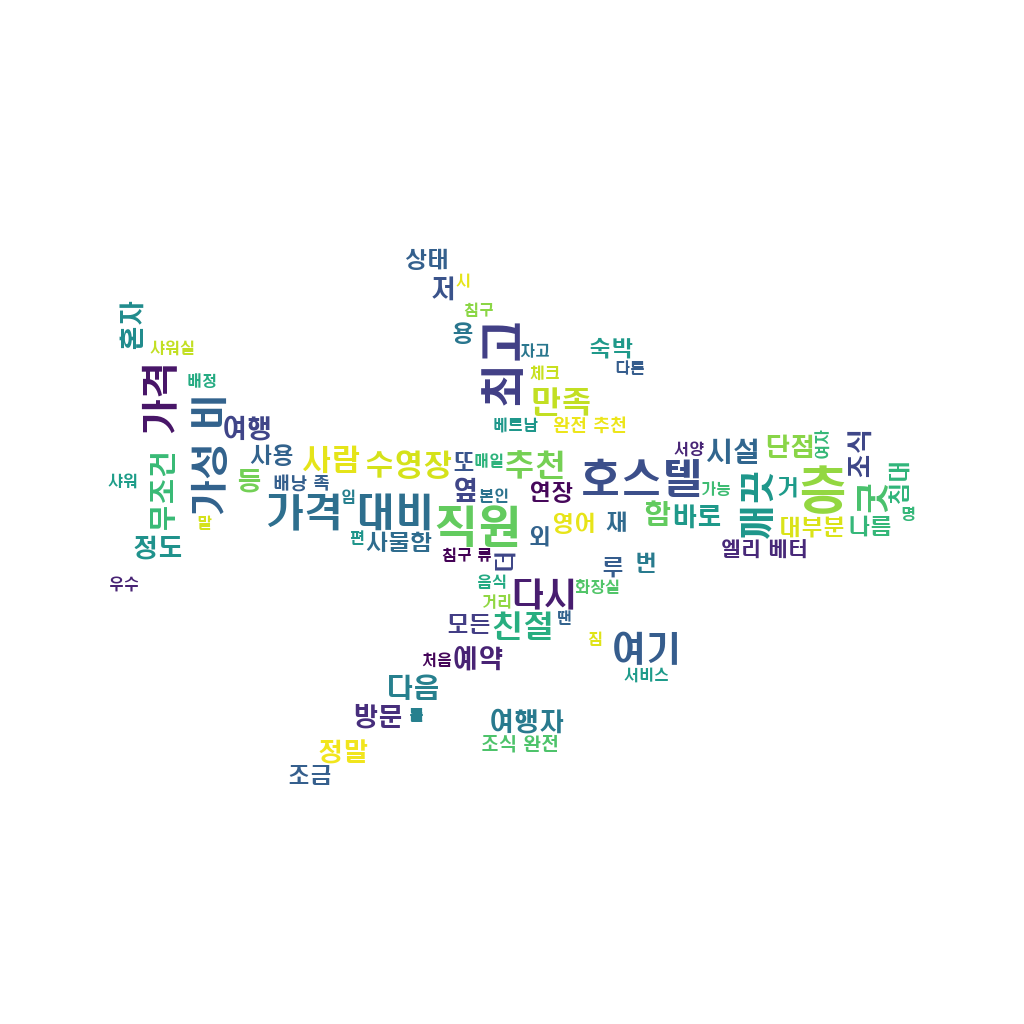 상태
저
시
침구
혼자
용
최고
샤워실
숙박
자고
다른
체크
배정
가격
비
만족
여행
베트남
완전 추천
서양
시설
단점
여자
조식
사용
사람
수영장
또
매일
추천
호스텔
샤워
무조건
가성
등
배낭 족
임
옆
본인
연장
가능
깨끗
거
층
굿
침대
말
가격 대비
직원
영어
재
함
바로
대부분
나름
명
정도
편
사물함
외
엘리 베터
침구 류
더
루
번
우수
음식
다시
화장실
거리
모든
친절
땐
짐
처음
예약
여기
서비스
다음
방문
여행자
정말
조식 완전
조금